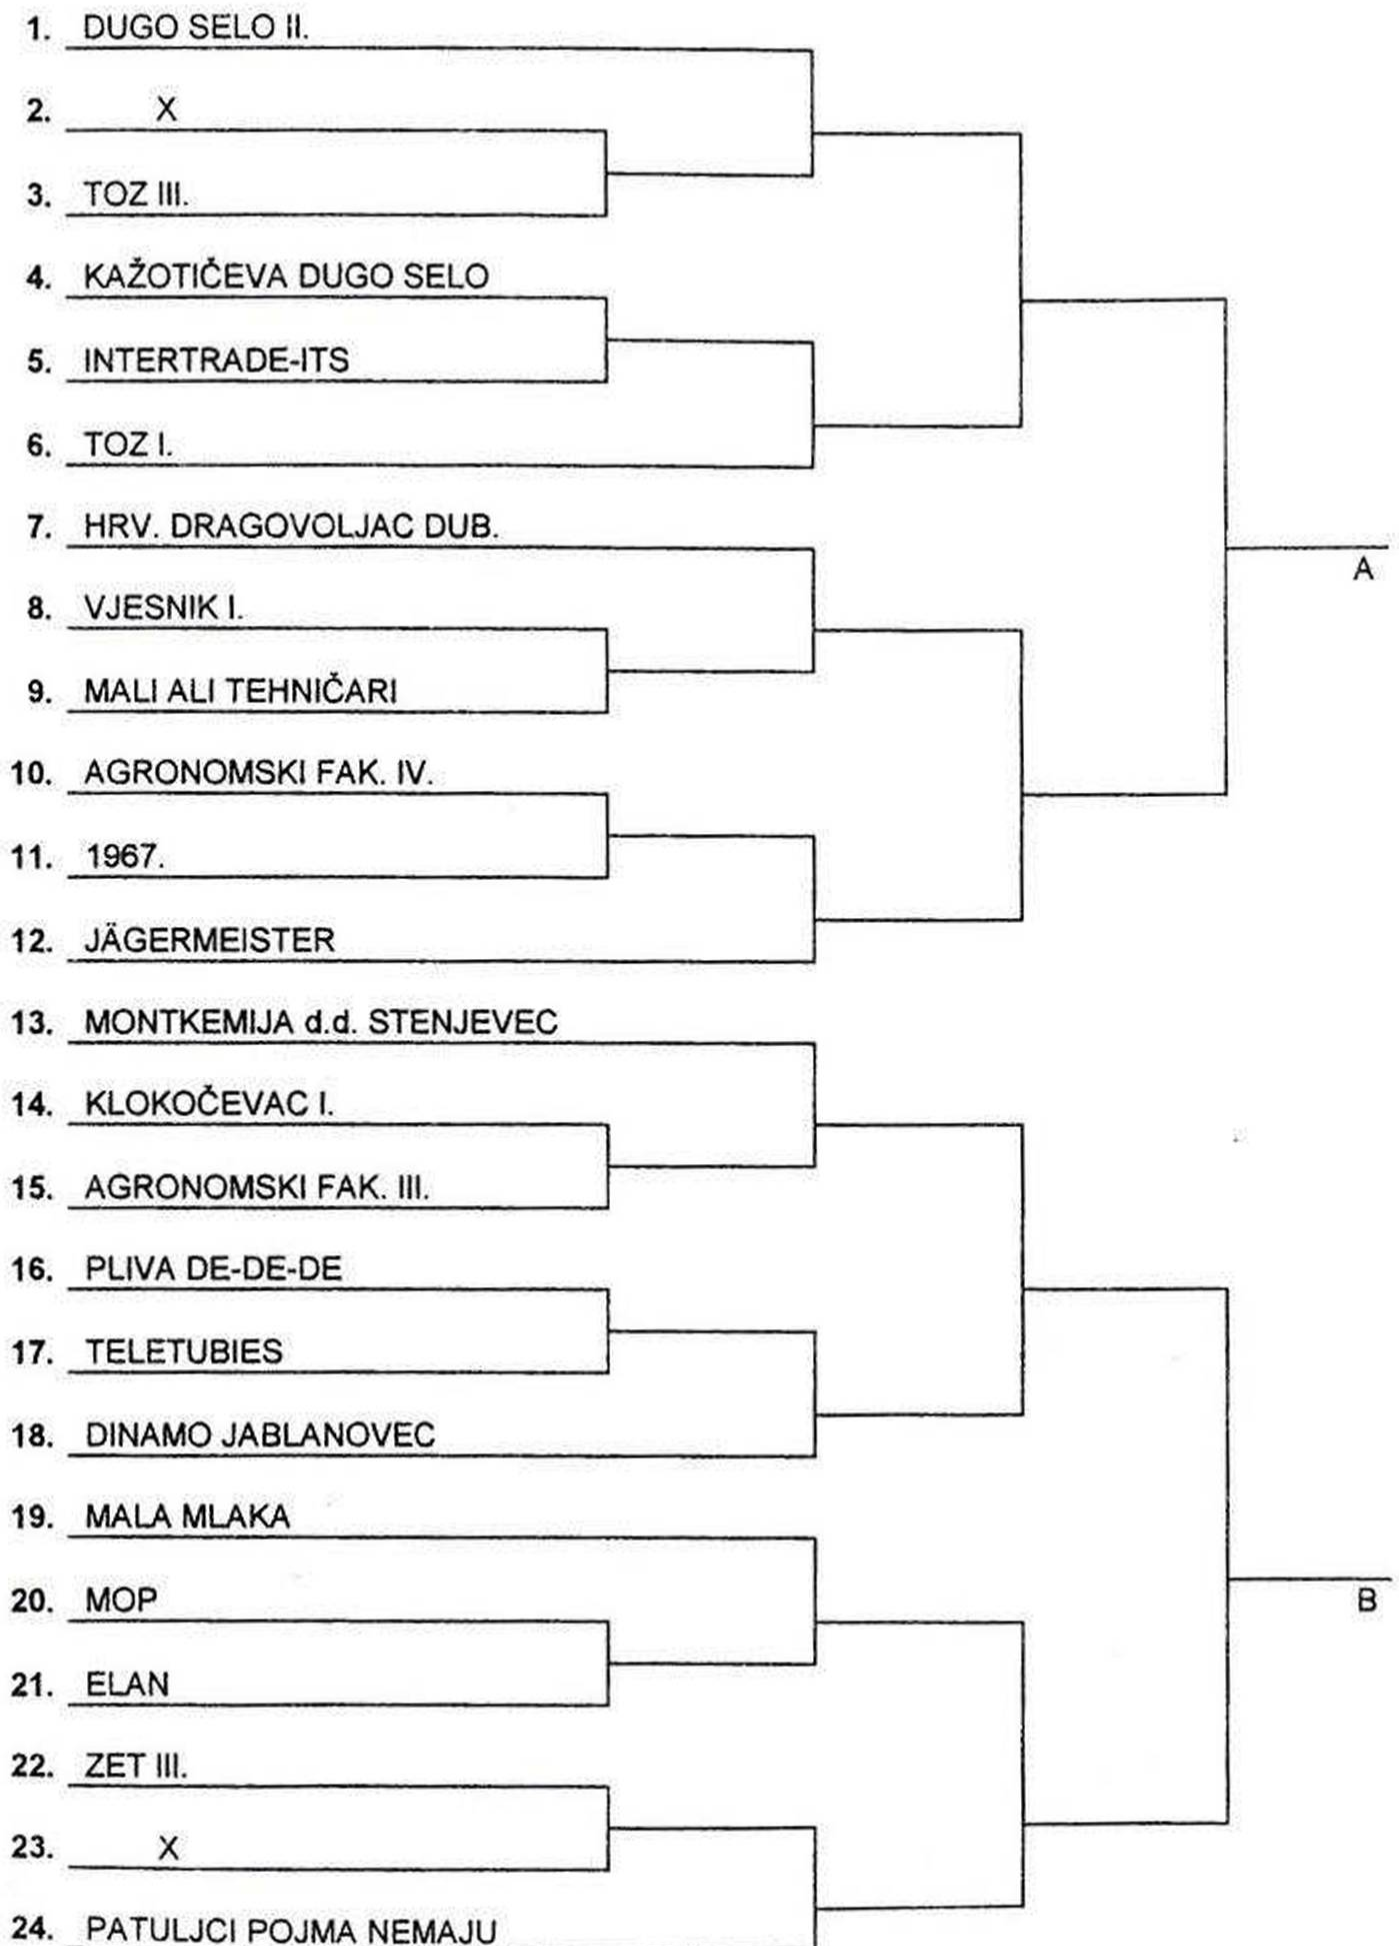 1. DUGO SELO II.
2. X
3. TOZ III.
4. KAŽOTIČEVA DUGO SELO
5. INTERTRADE-ITS
6. TOZ I.
7. HRV. DRAGOVOLJAC DUB.
A
8. VJESNIK I.
9. MALI ALI TEHNIČARI
10. AGRONOMSKI FAK. IV.
11. 1967.
12. JÄGERMEISTER
13. MONTKEMIJA d.d. STENJEVEC
14. KLOKOČEVAC I.
15. AGRONOMSKI FAK. III.
16. PLIVA DE-DE-DE
17. TELETUBIES
18. DINAMO JABLANOVEC
19. MALA MLAKA
20. MOP
B
21. ELAN
22. ZET III.
23. X
24. PATULJCI POJMA NEMAJU